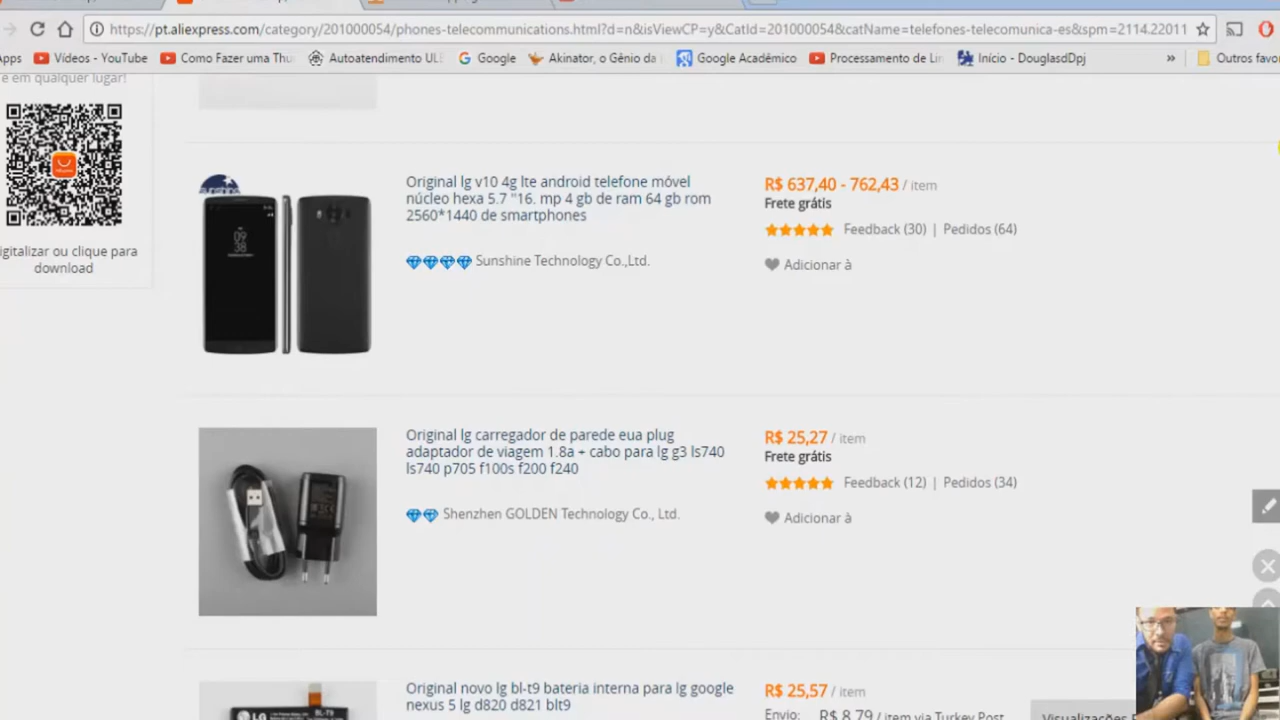 https://pt.aliexpress.com/category/201000054/phones-telecommunications.html?d=n&isViewCP=y&CatId=201000054&catName=telefones-telecomunica-es&spm=2114.22011
pps
Vídeos - YouTube
Como Fazer uma Thu
Autoatendimento ULE
Google
Akinator, o Gênio da
Google Acadêmico
Processamento de Lin
Início - DouglasdDpj
»
Outros favo
e em qualquer lugar!
igitalizar ou clique para
download
Original lg v10 4g lte android telefone móvel
núcleo hexa 5.7 "16. mp 4 gb de ram 64 gb rom
2560*1440 de smartphones
Sunshine Technology Co.,Ltd.
R$ 637,40 - 762,43 / item
Frete grátis
Feedback (30) | Pedidos (64)
Adicionar à
Original lg carregador de parede eua plug
adaptador de viagem 1.8a + cabo para lg g3 ls740
ls740 p705 f100s f200 f240
Shenzhen GOLDEN Technology Co., Ltd.
R$ 25,27 / item
Frete grátis
Feedback (12) | Pedidos (34)
Adicionar à
LG
BL-T9
Original novo lg bl-t9 bateria interna para lg google
nexus 5 lg d820 d821 blt9
R$ 25,57 / item
Envio: R$ 8,79 / item via Turkey Post
Visualizações